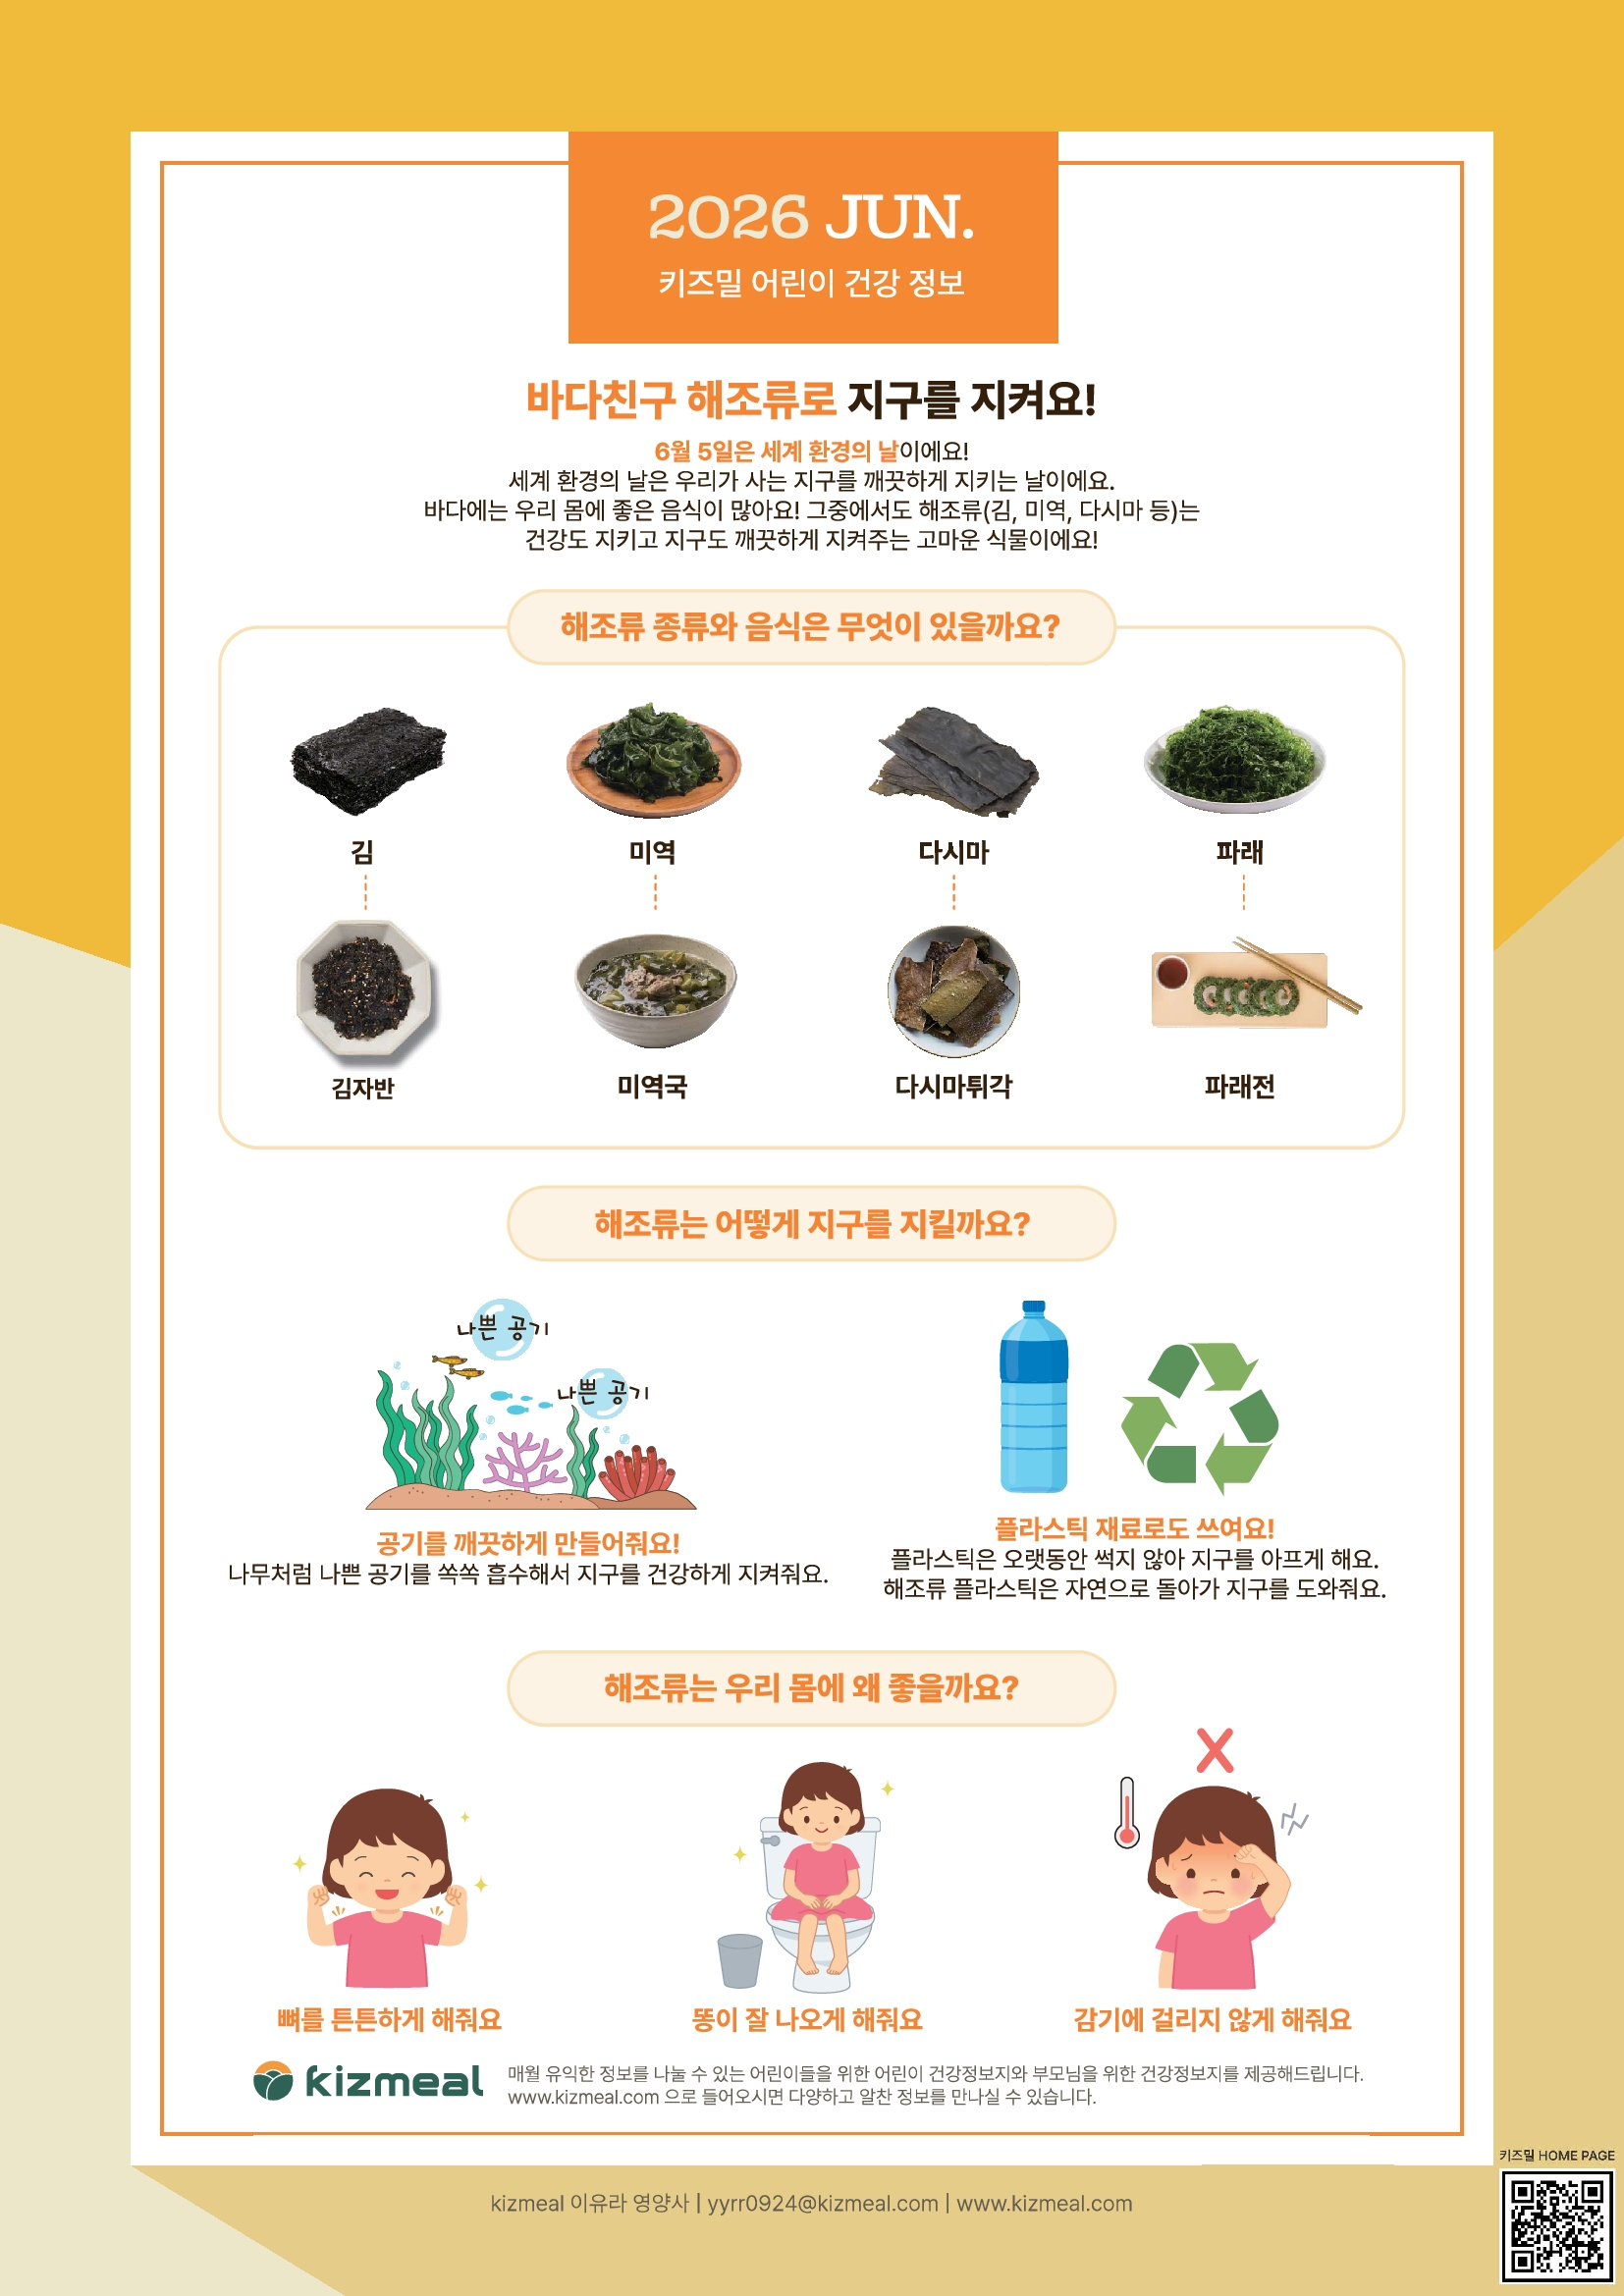 2026 JUN.
키즈밀 어린이 건강 정보
바다친구 해조류로 지구를 지켜요!
6월 5일은 세계 환경의 날이에요!
세계 환경의 날은 우리가 사는 지구를 깨끗하게 지키는 날이에요.
바다에는 우리 몸에 좋은 음식이 많아요! 그중에서도 해조류(김, 미역, 다시마 등)는
건강도 지키고 지구도 깨끗하게 지켜주는 고마운 식물이에요!
해조류 종류와 음식은 무엇이 있을까요?
김
미역
다시마
파래
김자반
미역국
다시마튀각
파래전
해조류는 어떻게 지구를 지킬까요?
나쁜 공기
나쁜 공기
공기를 깨끗하게 만들어줘요!
나무처럼 나쁜 공기를 쏙쏙 흡수해서 지구를 건강하게 지켜줘요.
플라스틱 재료로도 쓰여요!
플라스틱은 오랫동안 썩지 않아 지구를 아프게 해요.
해조류 플라스틱은 자연으로 돌아가 지구를 도와줘요.
해조류는 우리 몸에 왜 좋을까요?
뼈를 튼튼하게 해줘요
똥이 잘 나오게 해줘요
감기에 걸리지 않게 해줘요
kizmeal
매월 유익한 정보를 나눌 수 있는 어린이들을 위한 어린이 건강정보지와 부모님을 위한 건강정보지를 제공해드립니다.
www.kizmeal.com 으로 들어오시면 다양하고 알찬 정보를 만나실 수 있습니다.
키즈밀 HOME PAGE
kizmeal 이유라 영양사 | yyrr0924@kizmeal.com | www.kizmeal.com